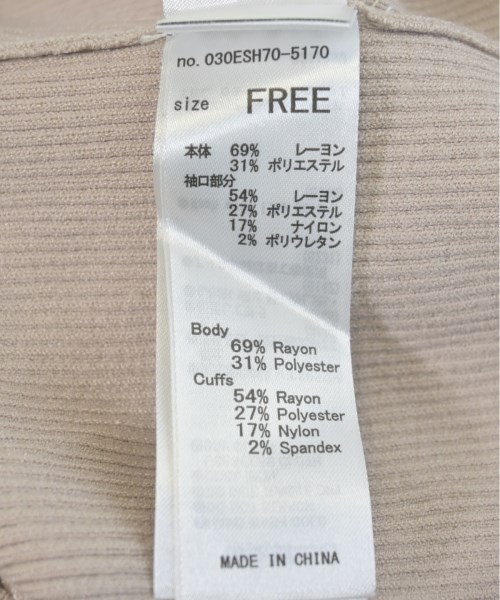 no. 030ESH70-5170
size FREE
本体 69% レーヨン
31% ポリエステル
袖口部分
54% レーヨン
27% ポリエステル
17% ナイロン
2% ポリウレタン
Body
69% Rayon
31% Polyester
Cuffs
54% Rayon
27% Polyester
17% Nylon
2% Spandex
MADE IN CHINA